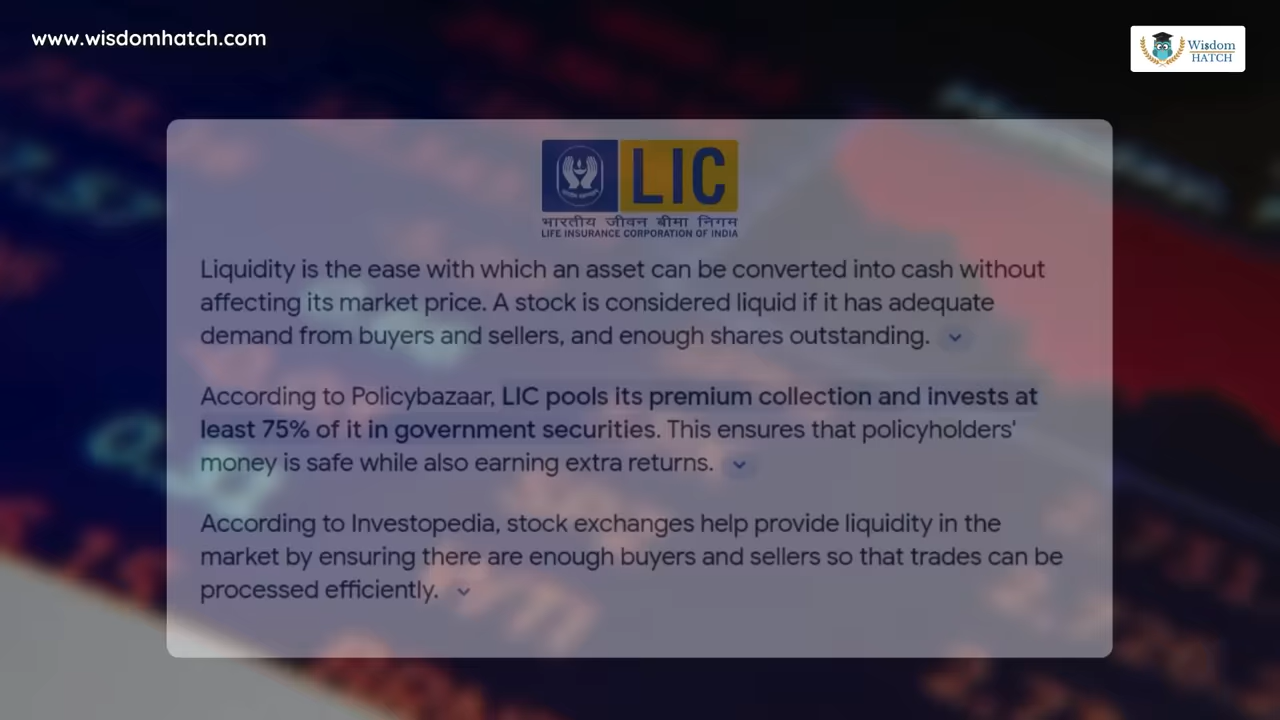 www.wisdomhatch.com
Wisdom
HATCH
LIC
भारतीय जीवन बीमा निगम
LIFE INSURANCE CORPORATION OF INDIA
Liquidity is the ease with which an asset can be converted into cash without
affecting its market price. A stock is considered liquid if it has adequate
demand from buyers and sellers, and enough shares outstanding.
According to Policybazaar, LIC pools its premium collection and invests at
least 75% of it in government securities. This ensures that policyholders'
money is safe while also earning extra returns.
According to Investopedia, stock exchanges help provide liquidity in the
market by ensuring there are enough buyers and sellers so that trades can be
processed efficiently.